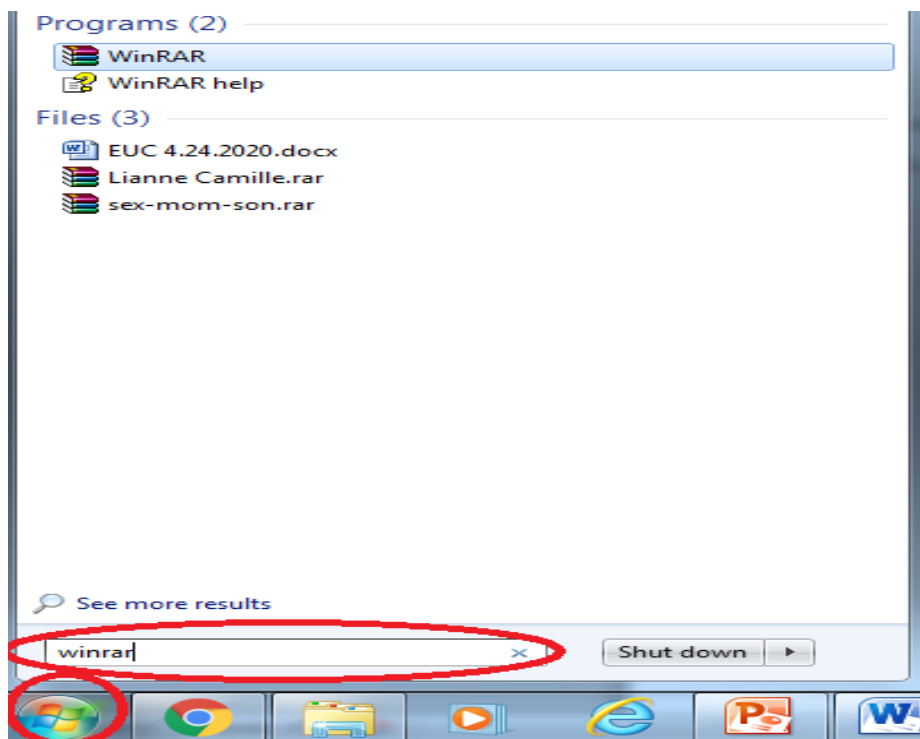 Programs (2)
WinRAR
WinRAR help
Files (3)
EUC 4.24.2020.docx
Lianne Camille.rar
sex-mom-son.rar
See more results
winrar
Shut down